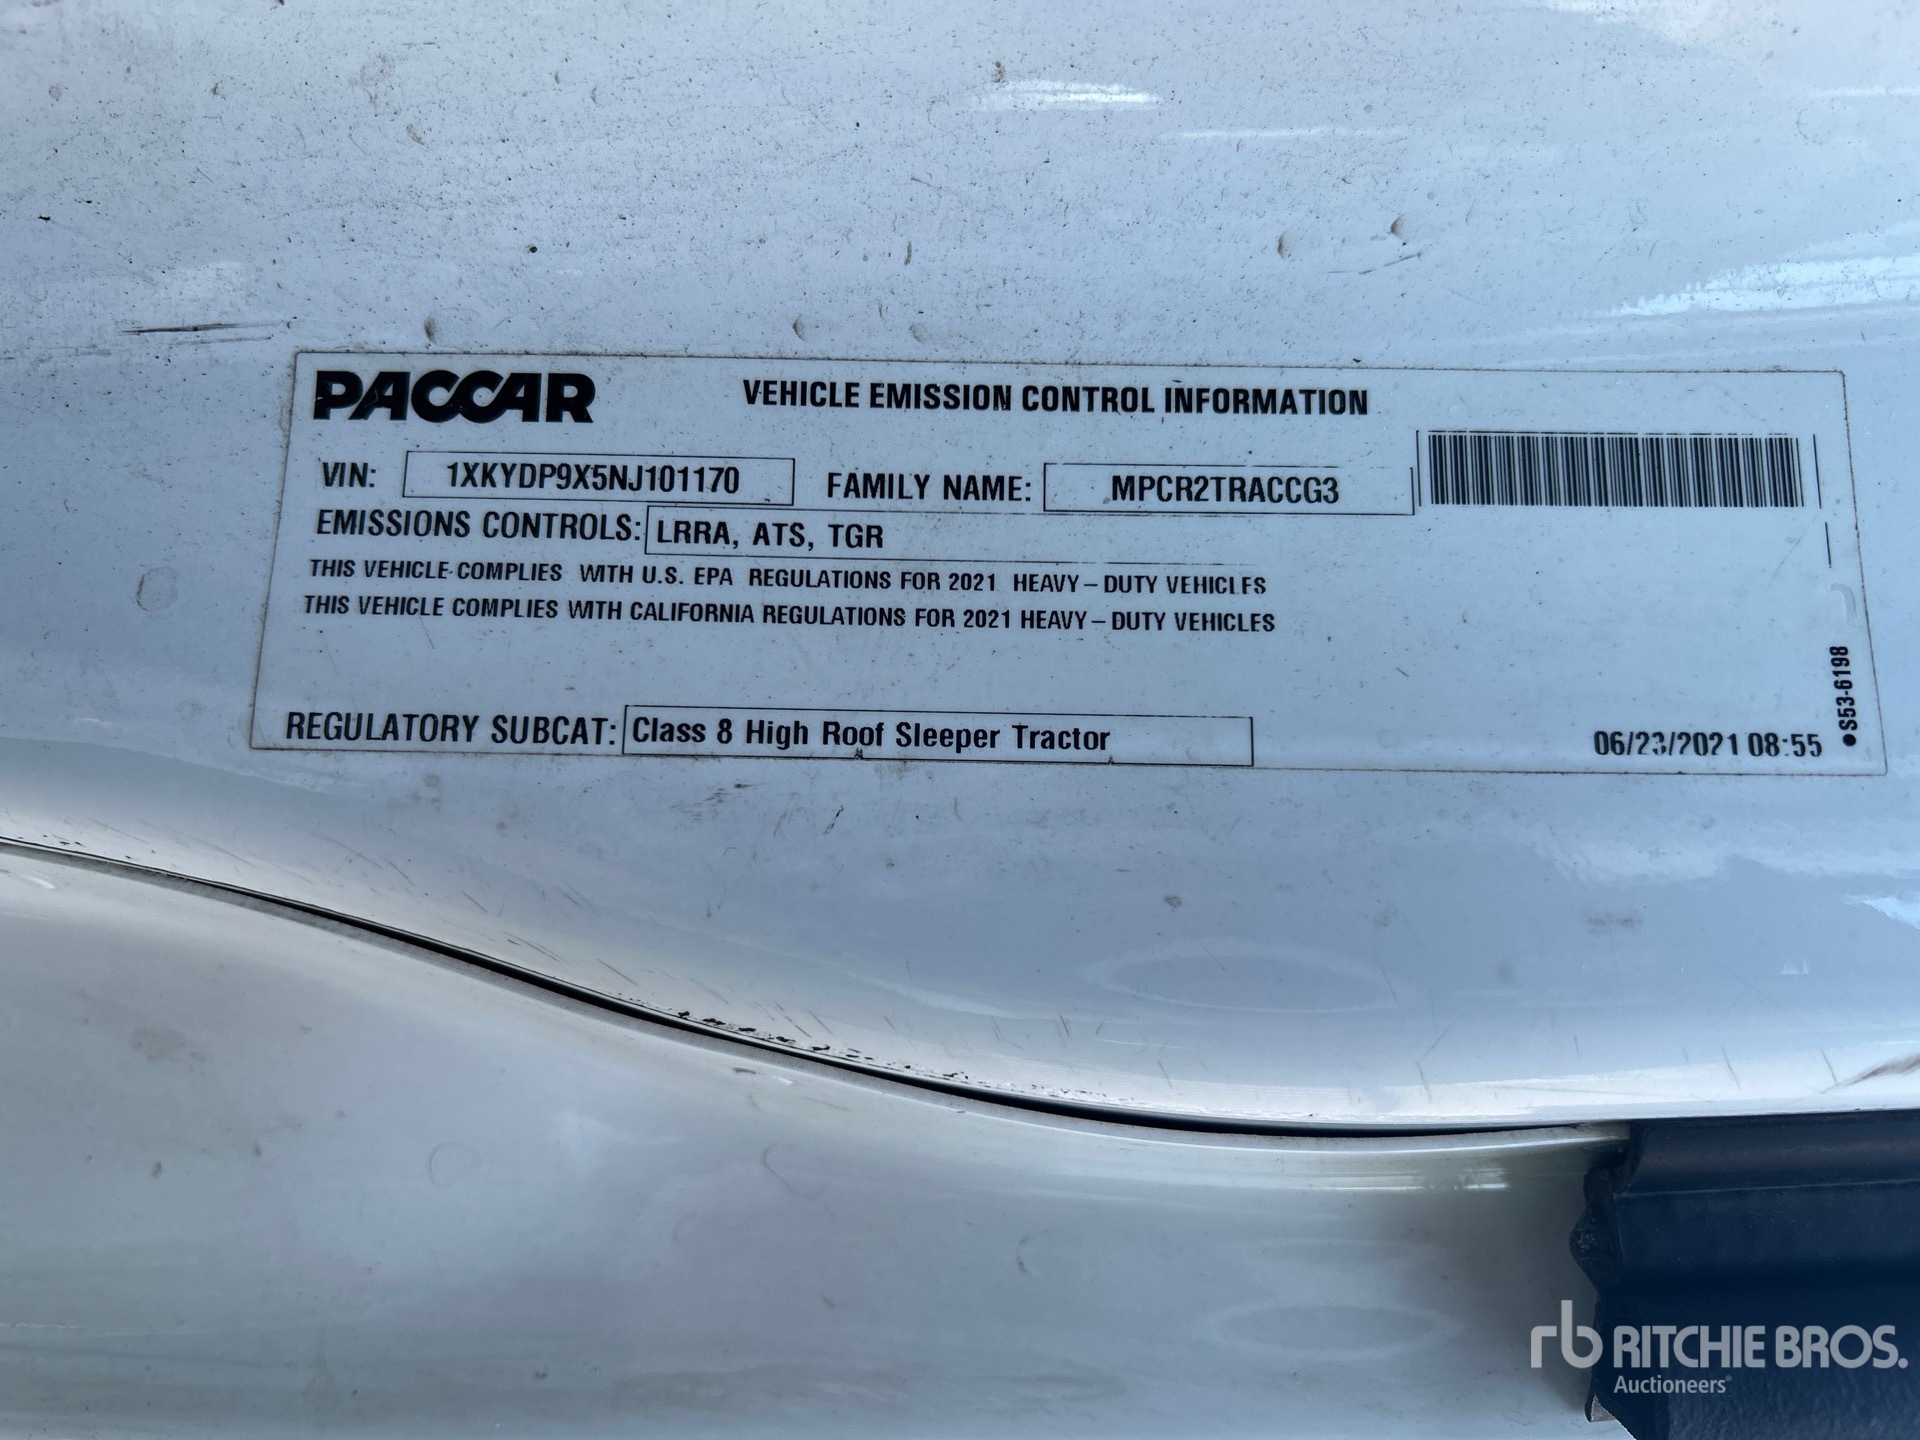 PACCAR VEHICLE EMISSION CONTROL INFORMATION
VIN: 1XKYDP9X5NJ101170 FAMILY NAME: MPCR2TRACCG3
EMISSIONS CONTROLS: LRRA, ATS, TGR
THIS VEHICLE COMPLIES WITH U.S. EPA REGULATIONS FOR 2021 HEAVY-DUTY VEHICLES
THIS VEHICLE COMPLIES WITH CALIFORNIA REGULATIONS FOR 2021 HEAVY-DUTY VEHICLES
REGULATORY SUBCAT: Class 8 High Roof Sleeper Tractor
06/23/2021 08:55
●S53-6198
rb RITCHIE BROS.
Auctioneers